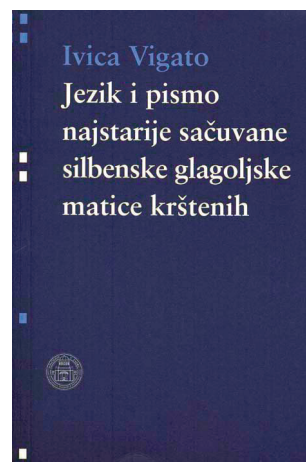 Ivica Vigato
Jezik i pismo
najstarije sačuvane
silbenske glagoljske
matice krštenih